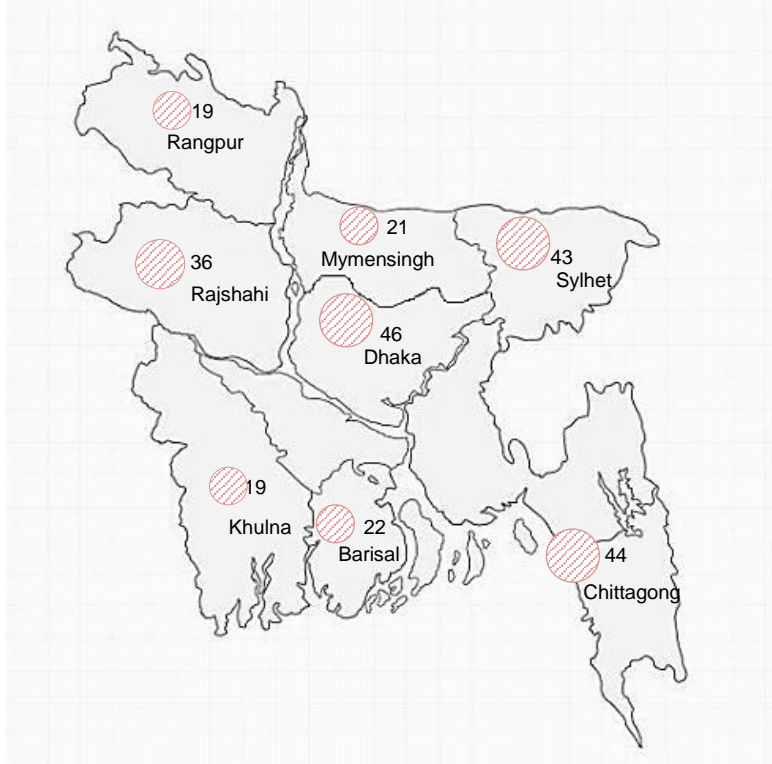 19
Rangpur
21
Mymensingh
43
Sylhet
36
Rajshahi
46
Dhaka
19
Khulna
22
Barisal
44
Chittagong